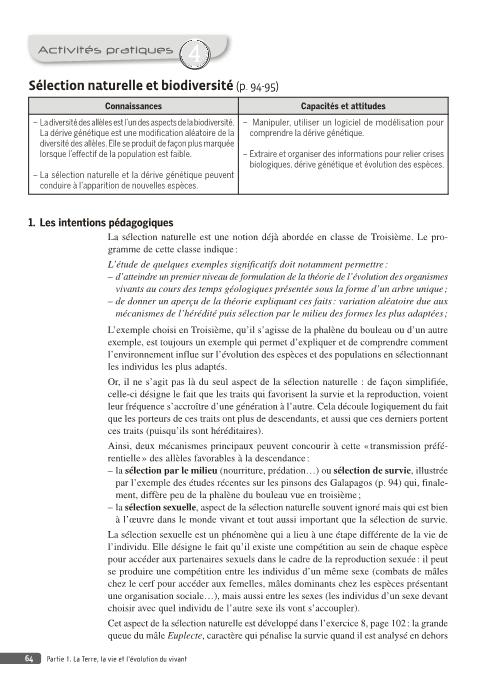 Activités pratiques 4
Sélection naturelle et biodiversité (p. 94-95)
Connaissances
Capacités et attitudes
– La diversité des allèles est l'un des aspects de la biodiversité.
La dérive génétique est une modification aléatoire de la
diversité des allèles. Elle se produit de façon plus marquée
lorsque l'effectif de la population est faible.
– La sélection naturelle et la dérive génétique peuvent
conduire à l'apparition de nouvelles espèces.
– Manipuler, utiliser un logiciel de modélisation pour
comprendre la dérive génétique.
– Extraire et organiser des informations pour relier crises
biologiques, dérive génétique et évolution des espèces.
1. Les intentions pédagogiques
La sélection naturelle est une notion déjà abordée en classe de Troisième. Le pro-
gramme de cette classe indique :
L'étude de quelques exemples significatifs doit notamment permettre :
– d'atteindre un premier niveau de formulation de la théorie de l'évolution des organismes
vivants au cours des temps géologiques présentée sous la forme d'un arbre unique ;
– de donner un aperçu de la théorie expliquant ces faits : variation aléatoire due aux
mécanismes de l'hérédité puis sélection par le milieu des formes les plus adaptées ;
L'exemple choisi en Troisième, qu'il s'agisse de la phalène du bouleau ou d'un autre
exemple, est toujours un exemple qui permet d'expliquer et de comprendre comment
l'environnement influe sur l'évolution des espèces et des populations en sélectionnant
les individus les plus adaptés.
Or, il ne s'agit pas là du seul aspect de la sélection naturelle : de façon simplifiée,
celle-ci désigne le fait que les traits qui favorisent la survie et la reproduction, voient
leur fréquence s'accroître d'une génération à l'autre. Cela découle logiquement du fait
que les porteurs de ces traits ont plus de descendants, et aussi que ces derniers portent
ces traits (puisqu'ils sont héréditaires).
Ainsi, deux mécanismes principaux peuvent concourir à cette « transmission préfé-
rentielle » des allèles favorables à la descendance :
– la sélection par le milieu (nourriture, prédation…) ou sélection de survie, illustrée
par l'exemple des études récentes sur les pinsons des Galapagos (p. 94) qui, finale-
ment, diffère peu de la phalène du bouleau vue en troisième ;
– la sélection sexuelle, aspect de la sélection naturelle souvent ignoré mais qui est bien
à l'œuvre dans le monde vivant et tout aussi important que la sélection de survie.
La sélection sexuelle est un phénomène qui a lieu à une étape différente de la vie de
l'individu. Elle désigne le fait qu'il existe une compétition au sein de chaque espèce
pour accéder aux partenaires sexuels dans le cadre de la reproduction sexuée : il peut
se produire une compétition entre les individus d'un même sexe (combats de mâles
chez le cerf pour accéder aux femelles, mâles dominants chez les espèces présentant
une organisation sociale…), mais aussi entre les sexes (les individus d'un sexe devant
choisir avec quel individu de l'autre sexe ils vont s'accoupler).
Cet aspect de la sélection naturelle est développé dans l'exercice 8, page 102 : la grande
queue du mâle Euplecte, caractère qui pénalise la survie quand il est analysé en dehors
64 Partie 1. La Terre, la vie et l'évolution du vivant